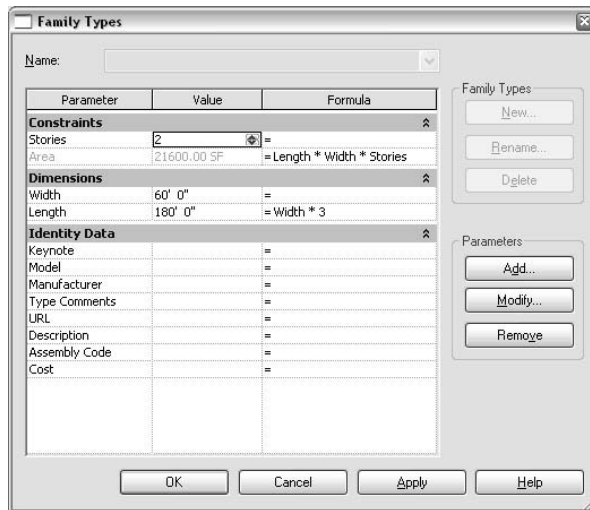 Family Types
Name:
Parameter Value Formula
Constraints
Stories 2 =
Area 21600.00 SF = Length * Width * Stories
Dimensions
Width 60' 0" =
Length 180' 0" = Width * 3
Identity Data
Keynote =
Model =
Manufacturer =
Type Comments =
URL =
Description =
Assembly Code =
Cost =
Family Types
New...
Rename...
Delete
Parameters
Add...
Modify...
Remove
OK Cancel Apply Help